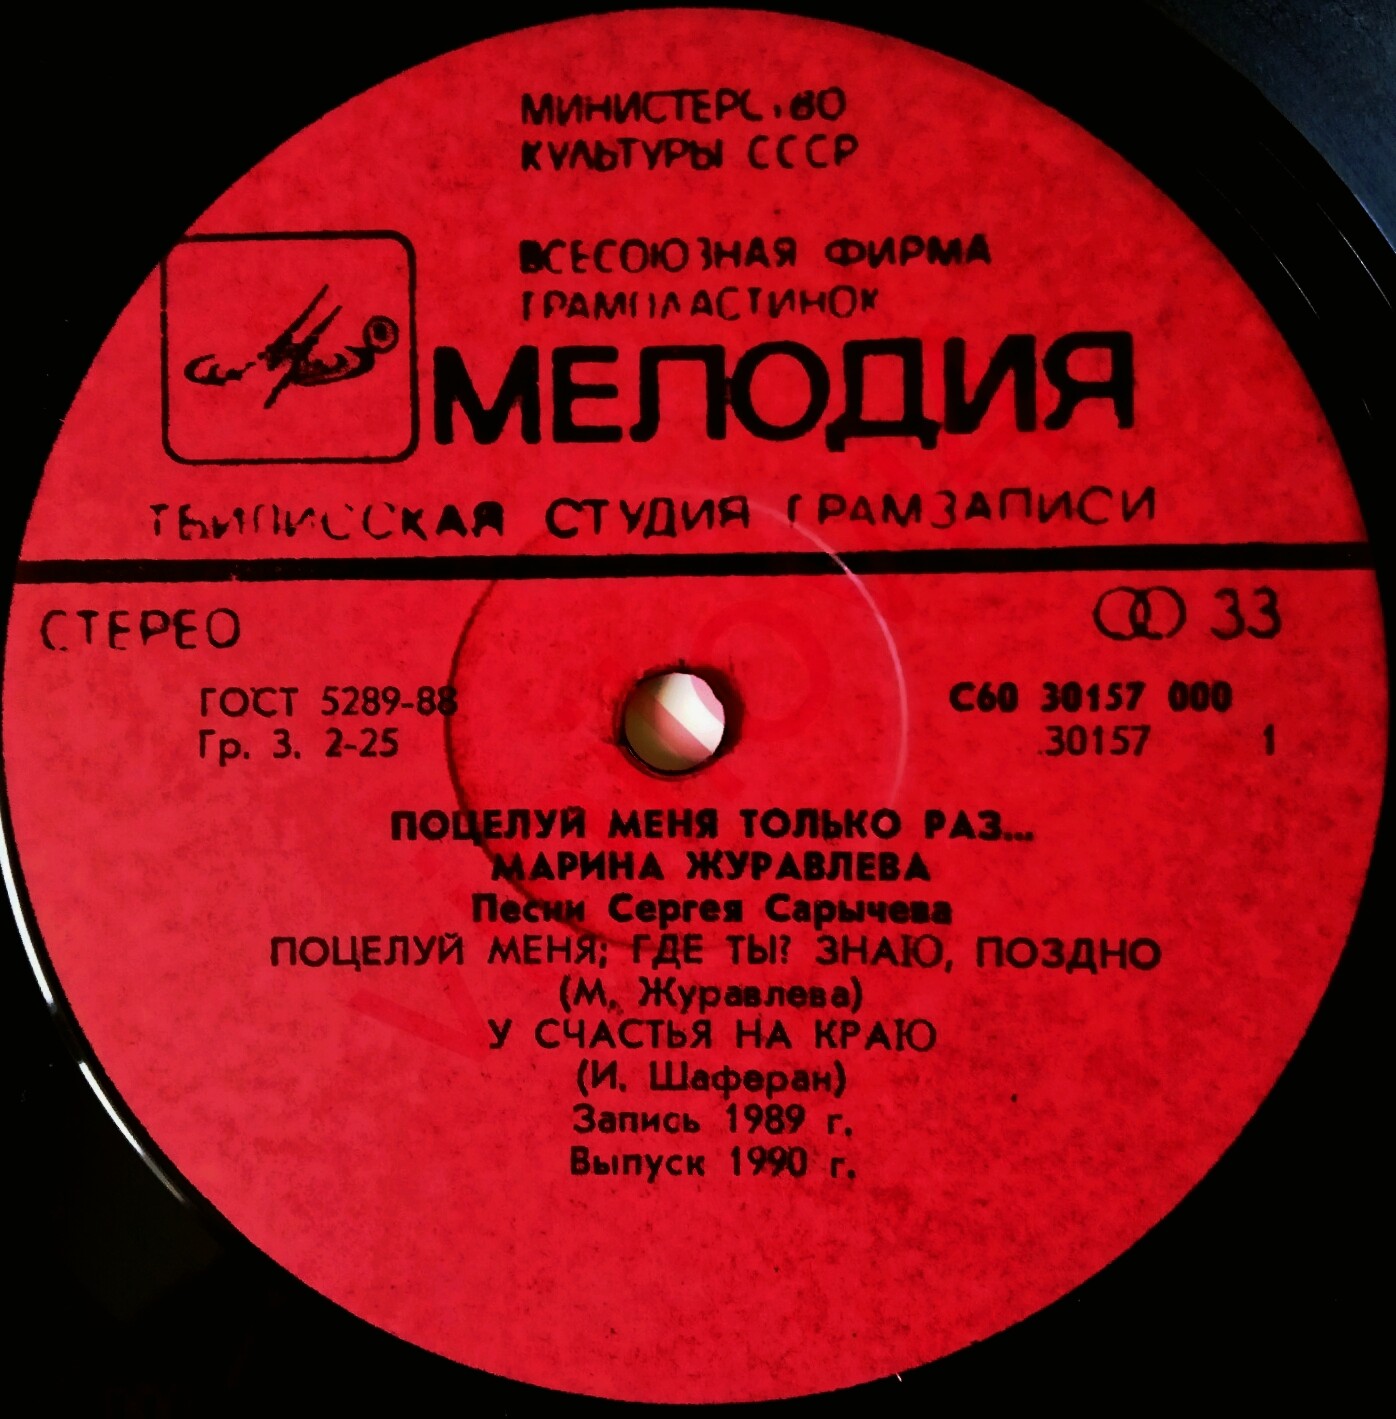 МИНИСТЕРСТВО
КУЛЬТУРЫ СССР
ВСЕСОЮЗНАЯ ФИРМА
ГРАМПЛАСТИНОК
МЕЛОДИЯ
ТБИЛИССКАЯ СТУДИЯ ГРАМЗАПИСИ
СТЕРЕО
33
ГОСТ 5289-88
Гр. 3. 2-25
С60 30157 000
30157 1
ПОЦЕЛУЙ МЕНЯ ТОЛЬКО РАЗ...
МАРИНА ЖУРАВЛЕВА
Песни Сергея Сарычева
ПОЦЕЛУЙ МЕНЯ; ГДЕ ТЫ? ЗНАЮ, ПОЗДНО
(М. Журавлева)
У СЧАСТЬЯ НА КРАЮ
(И. Шаферан)
Запись 1989 г.
Выпуск 1990 г.